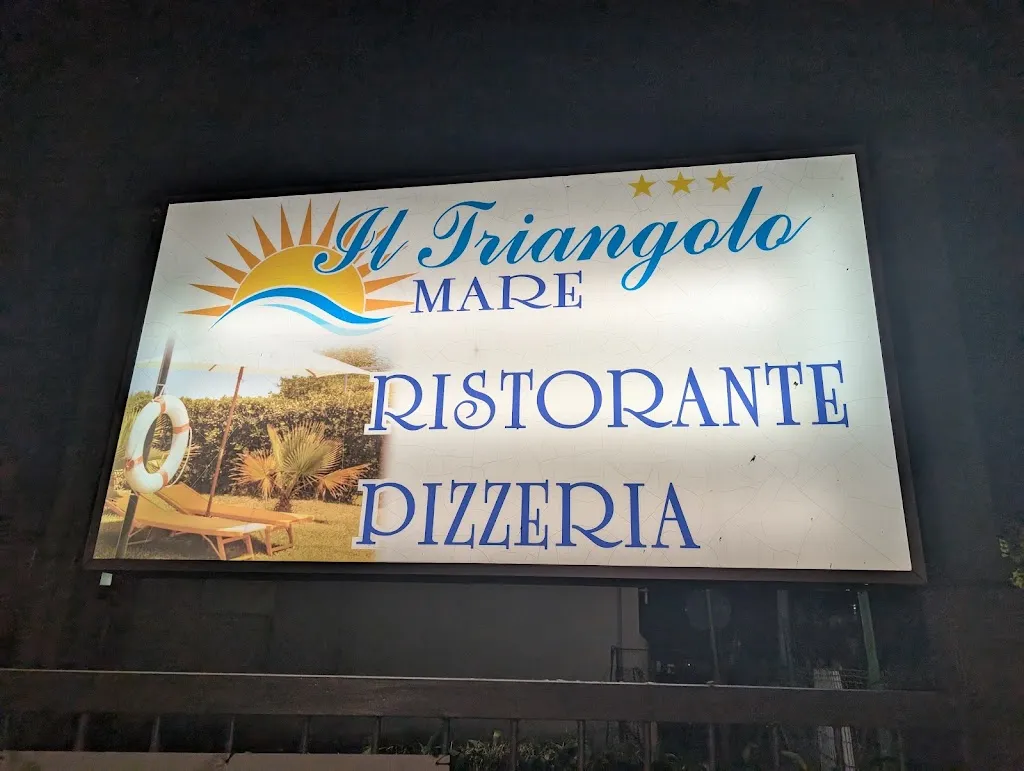 Il Triangolo
MARE
RISTORANTE
PIZZERIA